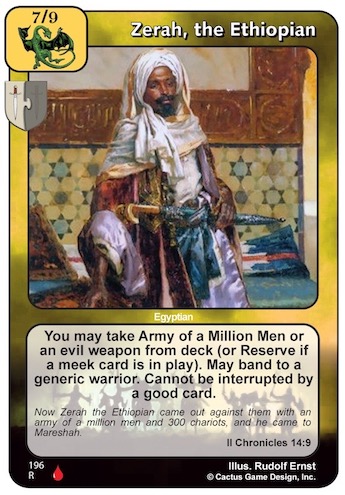 7/9
Zerah, the Ethiopian
Egyptian
You may take Army of a Million Men or
an evil weapon from deck (or Reserve if
a meek card is in play). May band to a
generic warrior. Cannot be interrupted by
a good card.
Now Zerah the Ethiopian came out against them with an
army of a million men and 300 chariots, and he came to
Mareshah.
II Chronicles 14:9
196
R
Illus. Rudolf Ernst
© Cactus Game Design, Inc.